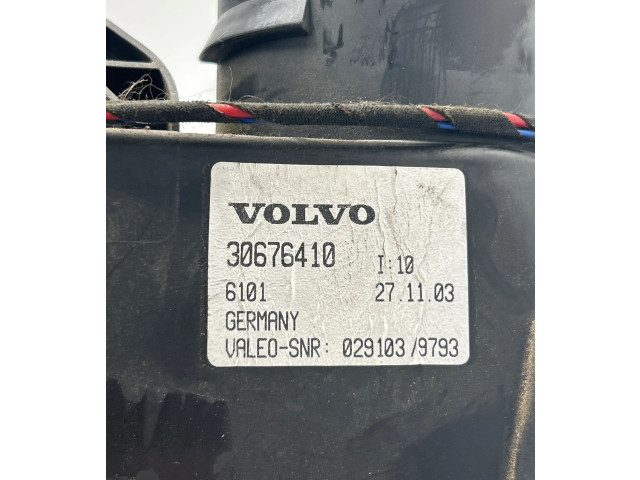 VOLVO
30676410 I:10
6101 27.11.03
GERMANY
VALEO-SNR: 029103/9793